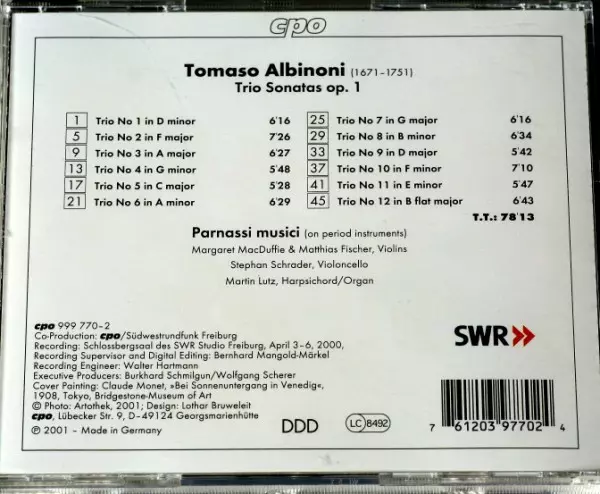 cpo
Tomaso Albinoni (1671-1751)
Trio Sonatas op. 1
1 Trio No 1 in D minor 6'16
5 Trio No 2 in F major 7'26
9 Trio No 3 in A major 6'27
13 Trio No 4 in G minor 5'48
17 Trio No 5 in C major 5'28
21 Trio No 6 in A minor 6'29
25 Trio No 7 in G major 6'16
29 Trio No 8 in B minor 6'34
33 Trio No 9 in D major 5'42
37 Trio No 10 in F minor 7'10
41 Trio No 11 in E minor 5'47
45 Trio No 12 in B flat major 6'43
T.T.: 78'13
Parnassi musici (on period instruments)
Margaret MacDuffie & Matthias Fischer, Violins
Stephan Schrader, Violoncello
Martin Lutz, Harpsichord/Organ
cpo 999 770-2
Co-Production: cpo/Südwestrundfunk Freiburg
Recording: Schlossbergsaal des SWR Studio Freiburg, April 3-6, 2000,
Recording Supervisor and Digital Editing: Bernhard Mangold-Märkel
Recording Engineer: Walter Hartmann
Executive Producers: Burkhard Schmilgun/Wolfgang Scherer
Cover Painting: Claude Monet, »Bei Sonnenuntergang in Venedig«,
1908, Tokyo, Bridgestone-Museum of Art
© Photo: Artothek, 2001; Design: Lothar Bruweleit
cpo, Lübecker Str. 9, D-49124 Georgsmarienhütte
℗ 2001 - Made in Germany
DDD
LC 8492
SWR
7 61203 97702 4